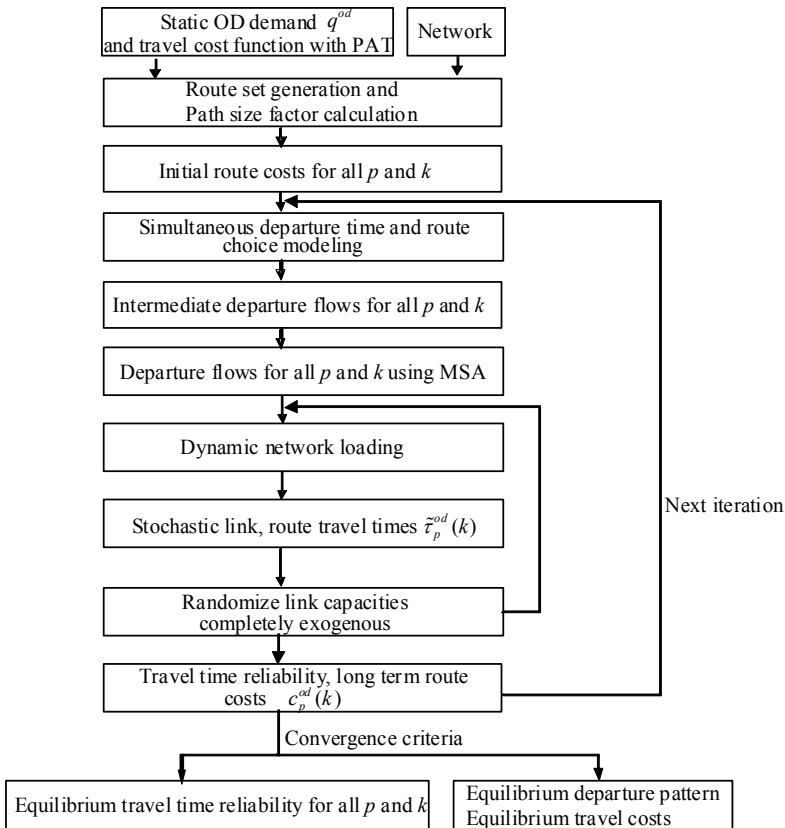 Static OD demand q^{od}
and travel cost function with PAT
Network
Route set generation and
Path size factor calculation
Initial route costs for all p and k
Simultaneous departure time and route
choice modeling
Intermediate departure flows for all p and k
Departure flows for all p and k using MSA
Dynamic network loading
Stochastic link, route travel times \tilde{τ}_p^{od}(k)
Next iteration
Randomize link capacities
completely exogenous
Travel time reliability, long term route
costs c_p^{od}(k)
Convergence criteria
Equilibrium travel time reliability for all p and k
Equilibrium departure pattern
Equilibrium travel costs